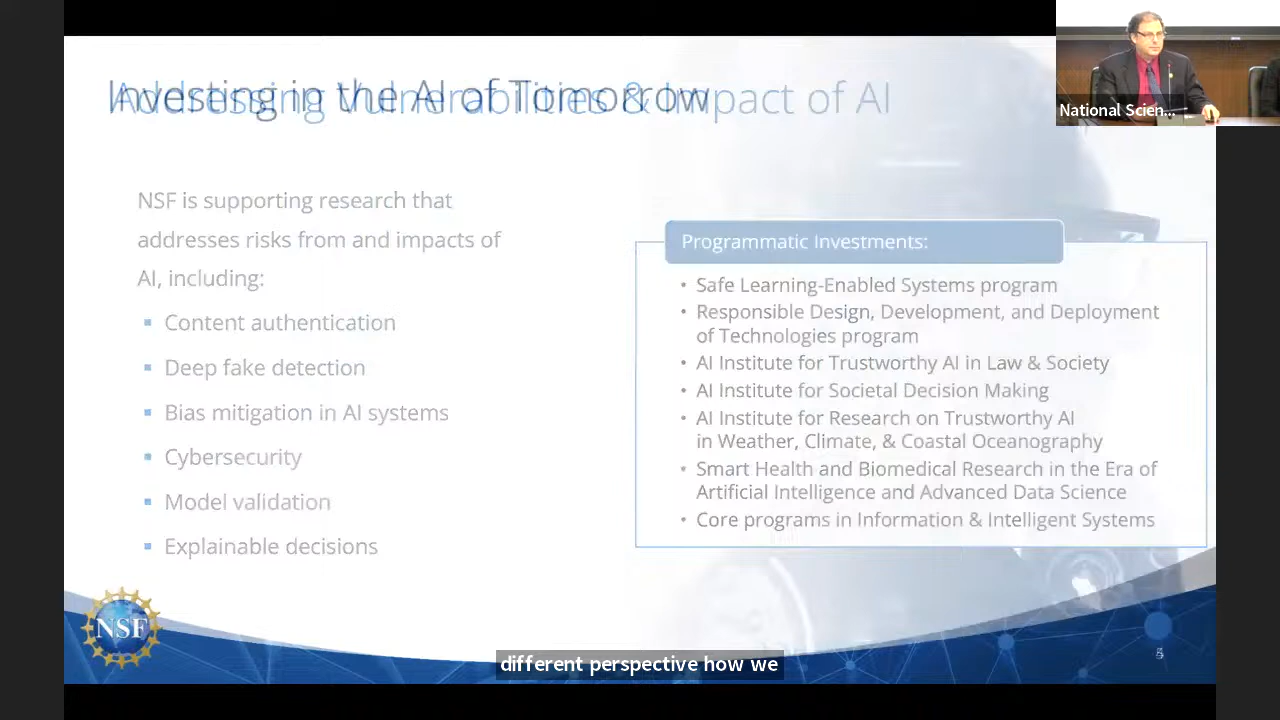 Investing in the AI of Tomorrow
Addressing Vulnerabilities & Impact of AI
National Scien...
NSF is supporting research that
addresses risks from and impacts of
AI, including:
▪ Content authentication
▪ Deep fake detection
▪ Bias mitigation in AI systems
▪ Cybersecurity
▪ Model validation
▪ Explainable decisions
Programmatic Investments:
• Safe Learning-Enabled Systems program
• Responsible Design, Development, and Deployment
of Technologies program
• AI Institute for Trustworthy AI in Law & Society
• AI Institute for Societal Decision Making
• AI Institute for Research on Trustworthy AI
in Weather, Climate, & Coastal Oceanography
• Smart Health and Biomedical Research in the Era of
Artificial Intelligence and Advanced Data Science
• Core programs in Information & Intelligent Systems
NSF
different perspective how we